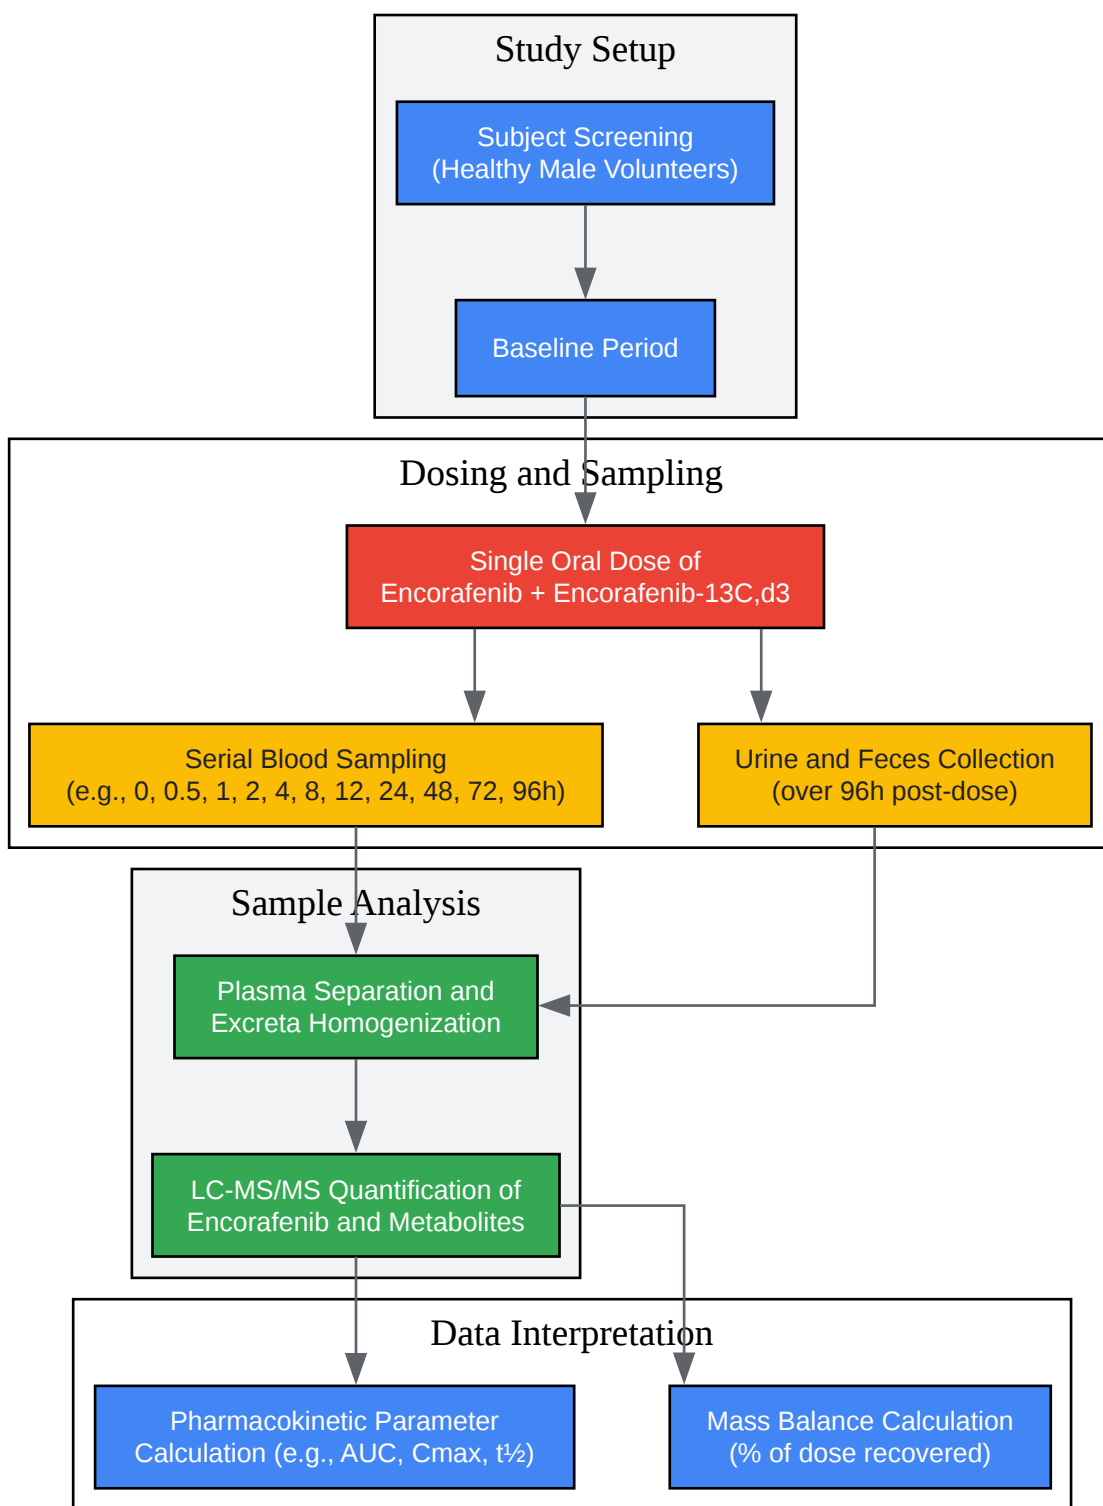 Study Setup
Subject Screening
(Healthy Male Volunteers)
Baseline Period
Dosing and Sampling
Single Oral Dose of
Encorafenib + Encorafenib-13C,d3
Serial Blood Sampling
(e.g., 0, 0.5, 1, 2, 4, 8, 12, 24, 48, 72, 96h)
Urine and Feces Collection
(over 96h post-dose)
Sample Analysis
Plasma Separation and
Excreta Homogenization
LC-MS/MS Quantification of
Encorafenib and Metabolites
Data Interpretation
Pharmacokinetic Parameter
Calculation (e.g., AUC, Cmax, t½)
Mass Balance Calculation
(% of dose recovered)